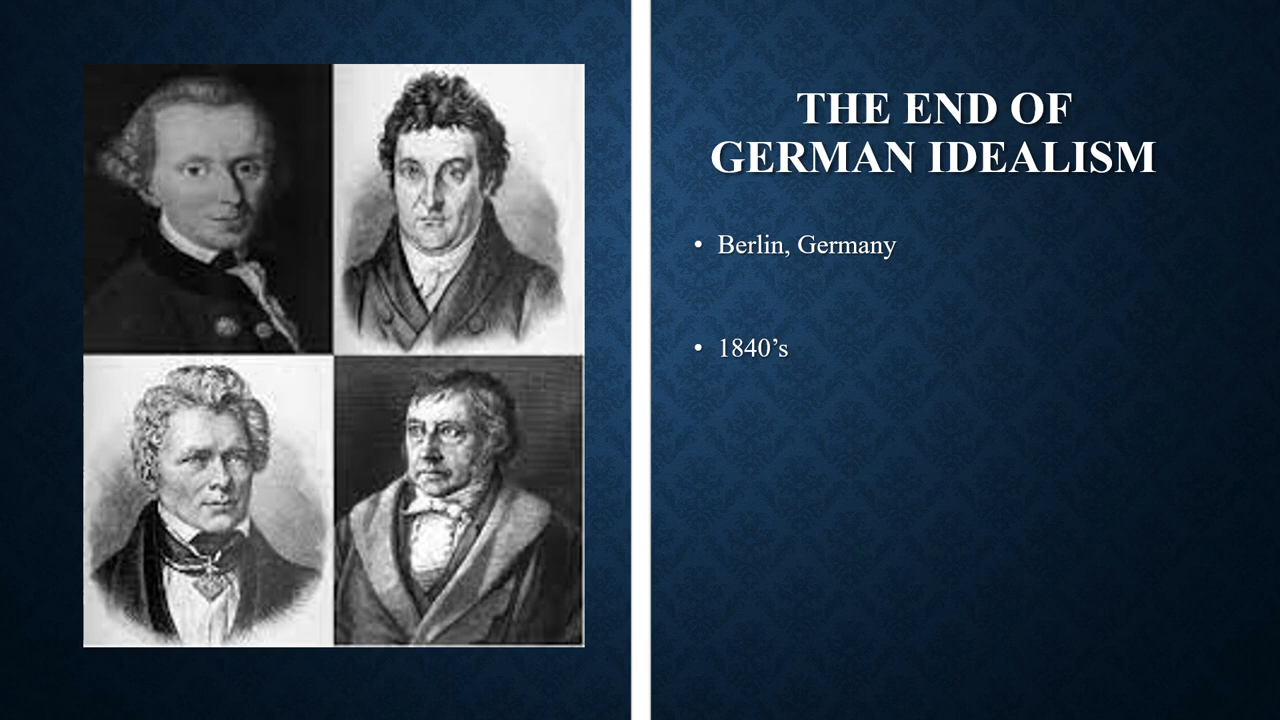 THE END OF
GERMAN IDEALISM
• Berlin, Germany
• 1840’s